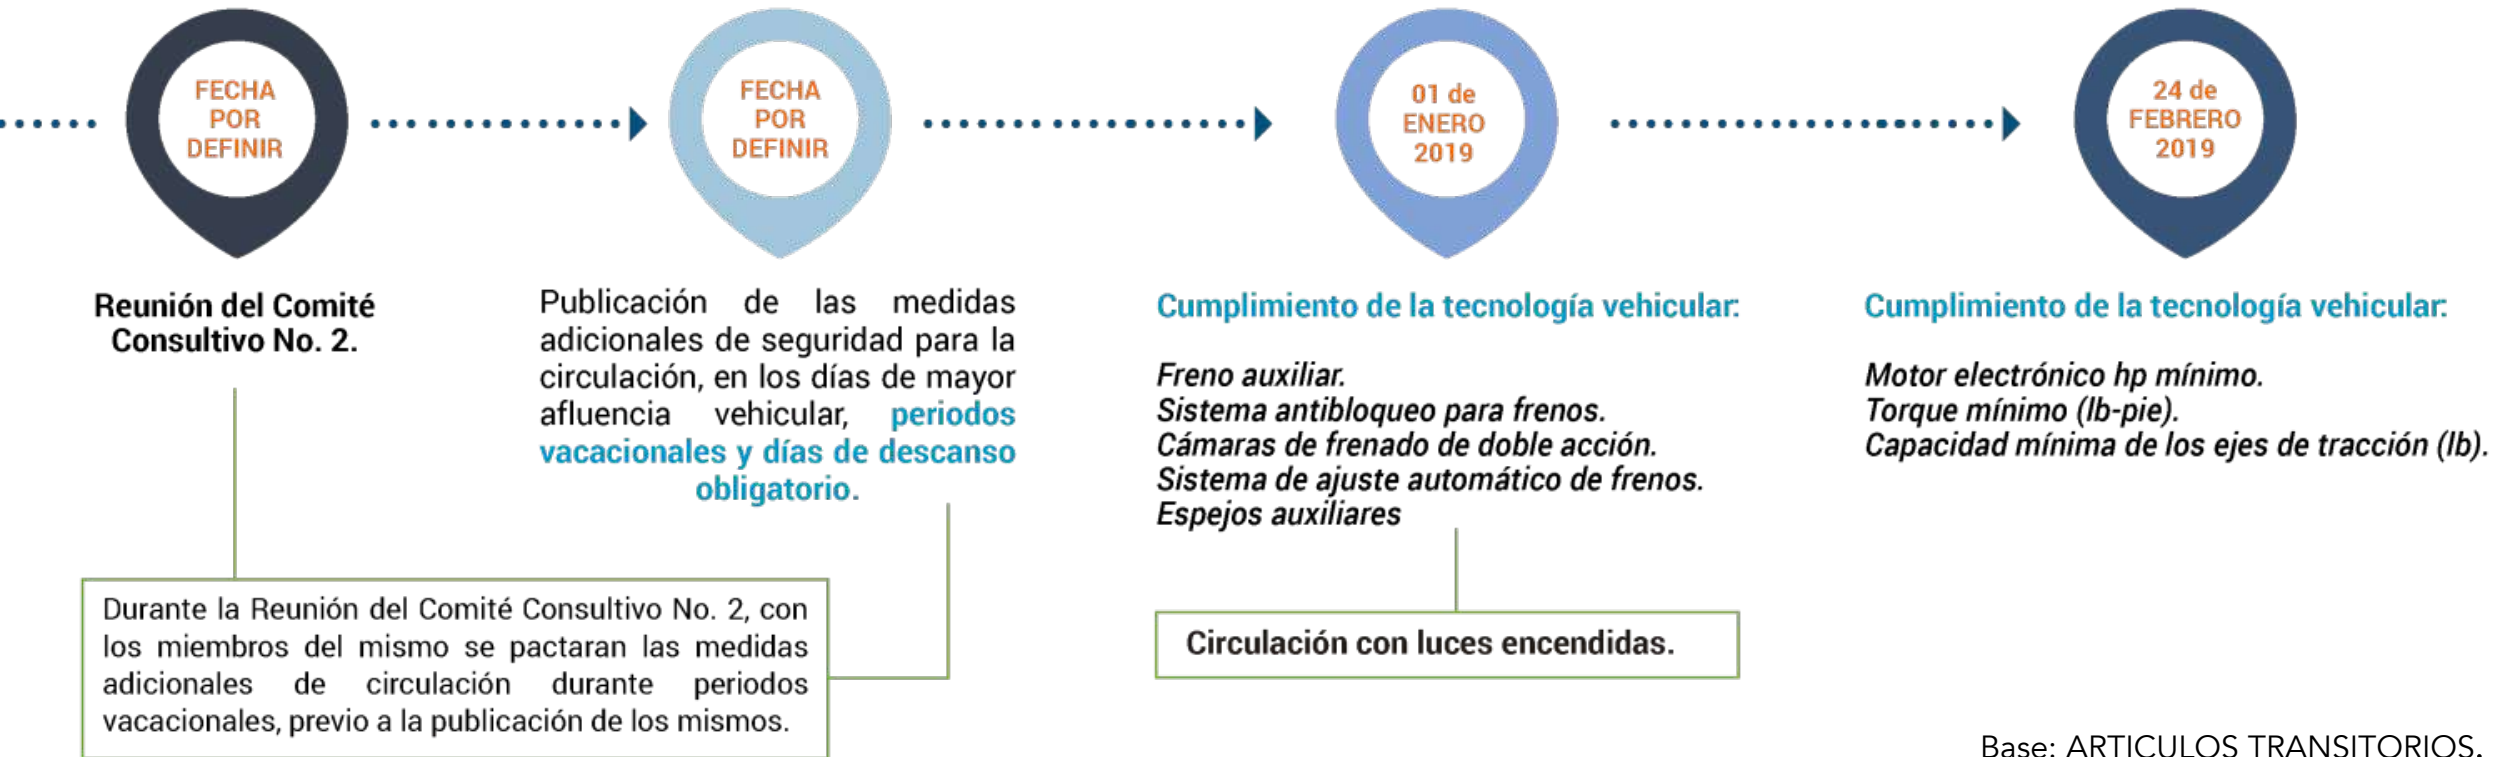 FECHA
POR
DEFINIR
Reunión del Comité
Consultivo No. 2.
FECHA
POR
DEFINIR
Publicación de las medidas
adicionales de seguridad para la
circulación, en los días de mayor
afluencia vehicular, periodos
vacacionales y días de descanso
obligatorio.
Durante la Reunión del Comité Consultivo No. 2, con
los miembros del mismo se pactaran las medidas
adicionales de circulación durante periodos
vacacionales, previo a la publicación de los mismos.
01 de
ENERO
2019
Cumplimiento de la tecnología vehicular:
Freno auxiliar.
Sistema antibloqueo para frenos.
Cámaras de frenado de doble acción.
Sistema de ajuste automático de frenos.
Espejos auxiliares
Circulación con luces encendidas.
24 de
FEBRERO
2019
Cumplimiento de la tecnología vehicular:
Motor electrónico hp mínimo.
Torque mínimo (lb-pie).
Capacidad mínima de los ejes de tracción (lb).
Base: ARTICULOS TRANSITORIOS.